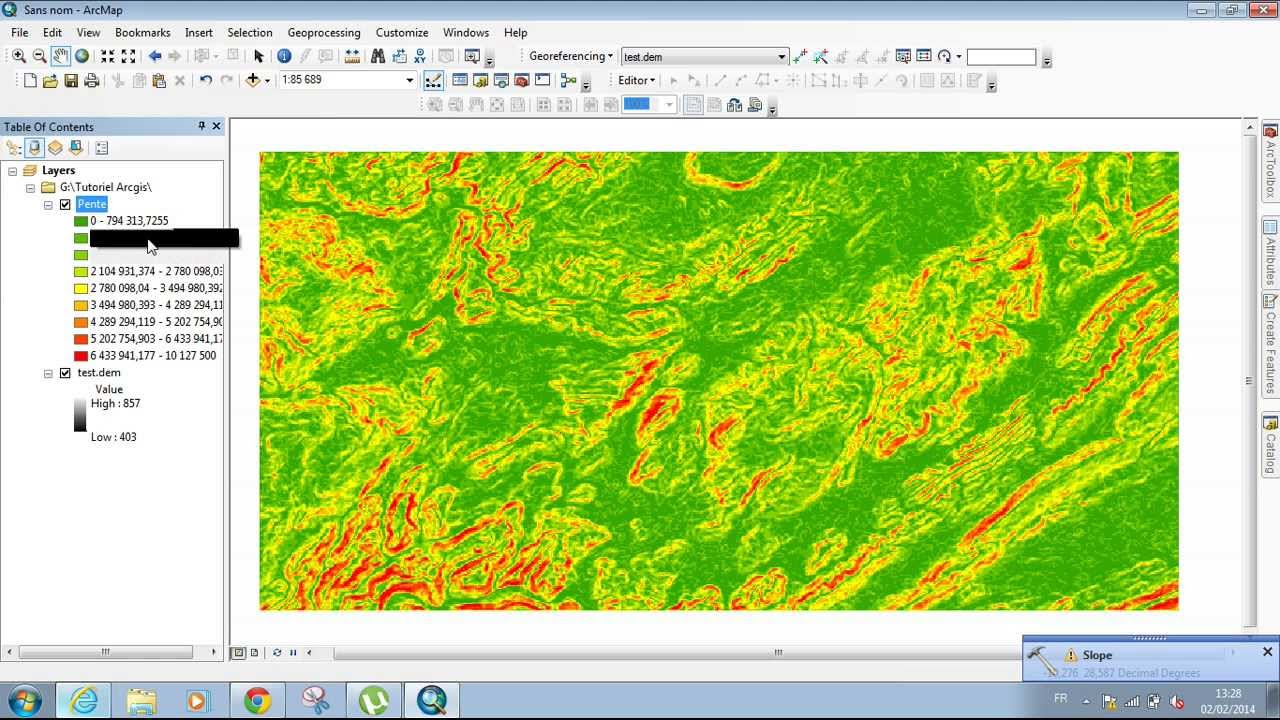 Sans nom - ArcMap
File Edit View Bookmarks Insert Selection Geoprocessing Customize Windows Help
Georeferencing test.dem
1:85 689 Editor
100%
Table Of Contents
Layers
G:\Tutoriel Arcgis\
Pente
0 - 794 313,7255
2 104 931,374 - 2 780 098,03
2 780 098,04 - 3 494 980,392
3 494 980,393 - 4 289 294,11
4 289 294,119 - 5 202 754,90
5 202 754,903 - 6 433 941,17
6 433 941,177 - 10 127 500
test.dem
Value
High : 857
Low : 403
ArcToolbox
Attributes
Create Features
Catalog
Slope
28,587 Decimal Degrees
FR
13:28
02/02/2014